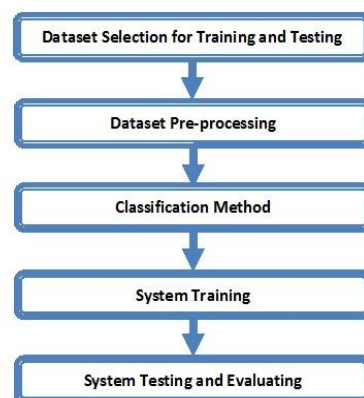 Dataset Selection for Training and Testing
Dataset Pre-processing
Classification Method
System Training
System Testing and Evaluating